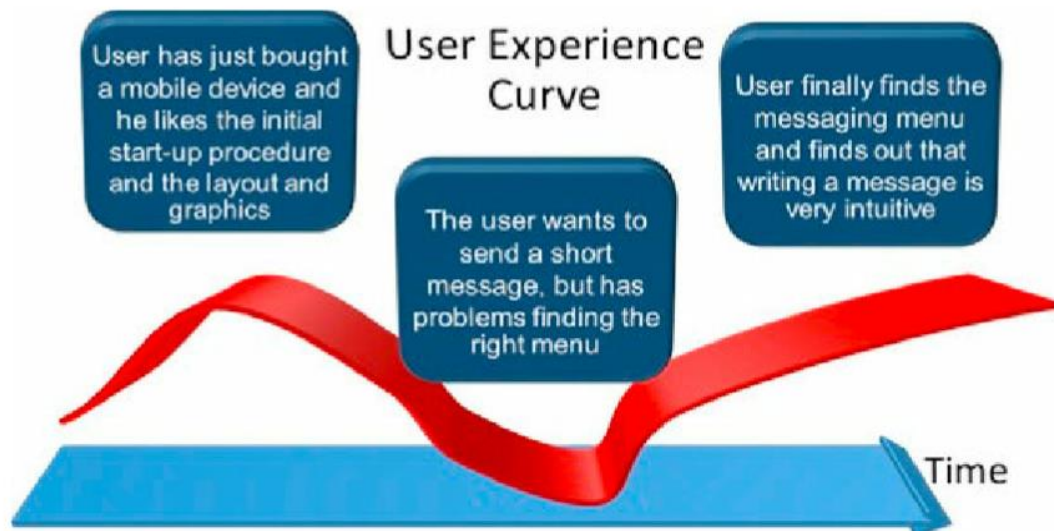 User has just bought
a mobile device and
he likes the initial
start-up procedure
and the layout and
graphics
User Experience
Curve
The user wants to
send a short
message, but has
problems finding the
right menu
User finally finds the
messaging menu
and finds out that
writing a message is
very intuitive
Time